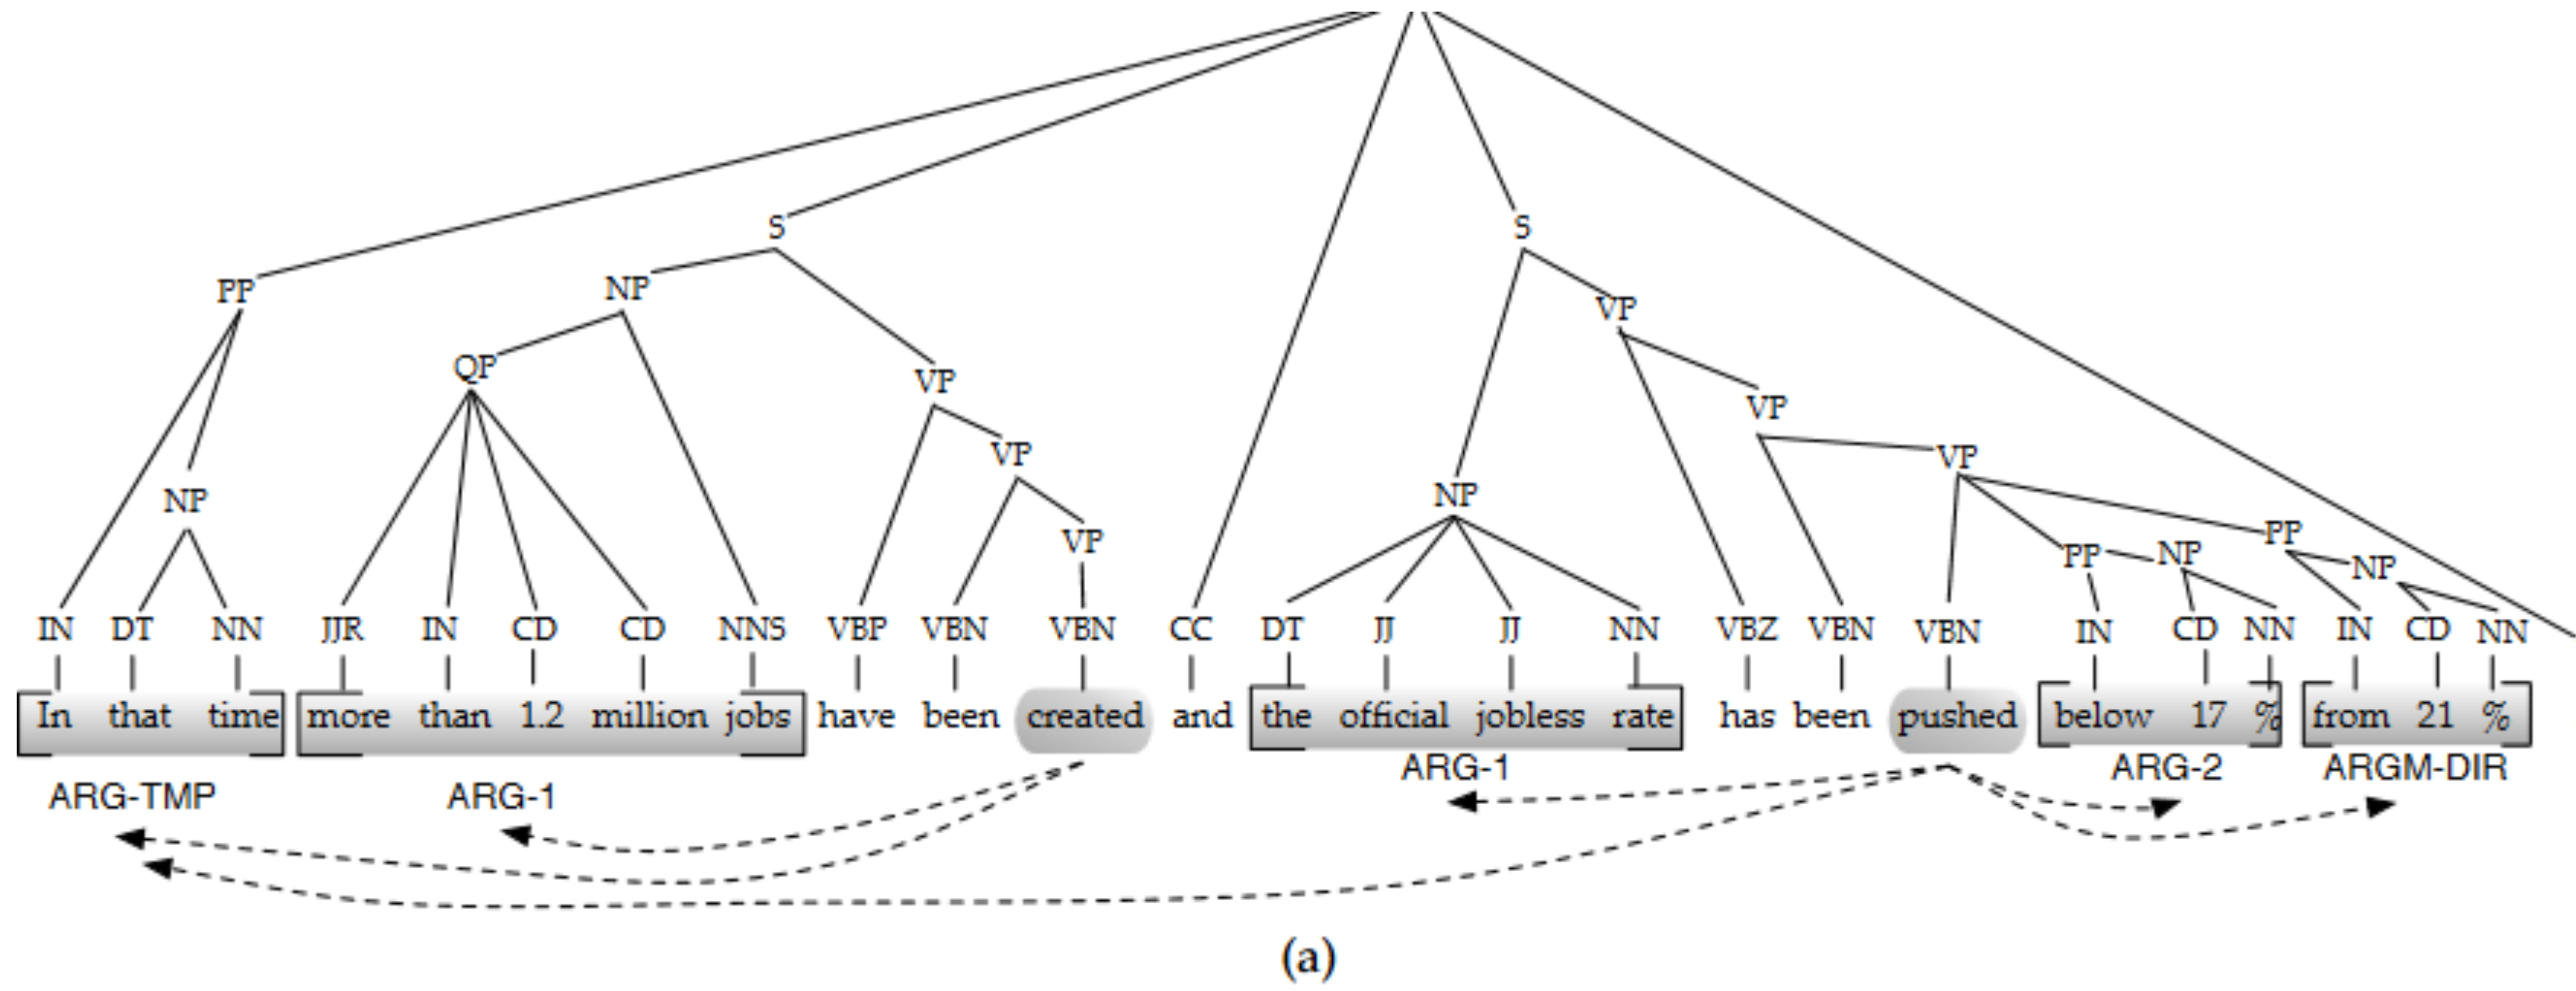 S S
PP NP VP
QP VP VP
VP NP VP
NP VP PP NP PP NP
IN DT NN JJR IN CD CD NNS VBP VBN VBN CC DT JJ JJ NN VBZ VBN VBN IN CD NN IN CD NN
In that time more than 1.2 million jobs have been created and the official jobless rate has been pushed below 17 % from 21 %
ARG-TMP ARG-1 ARG-1 ARG-2 ARGM-DIR
(a)